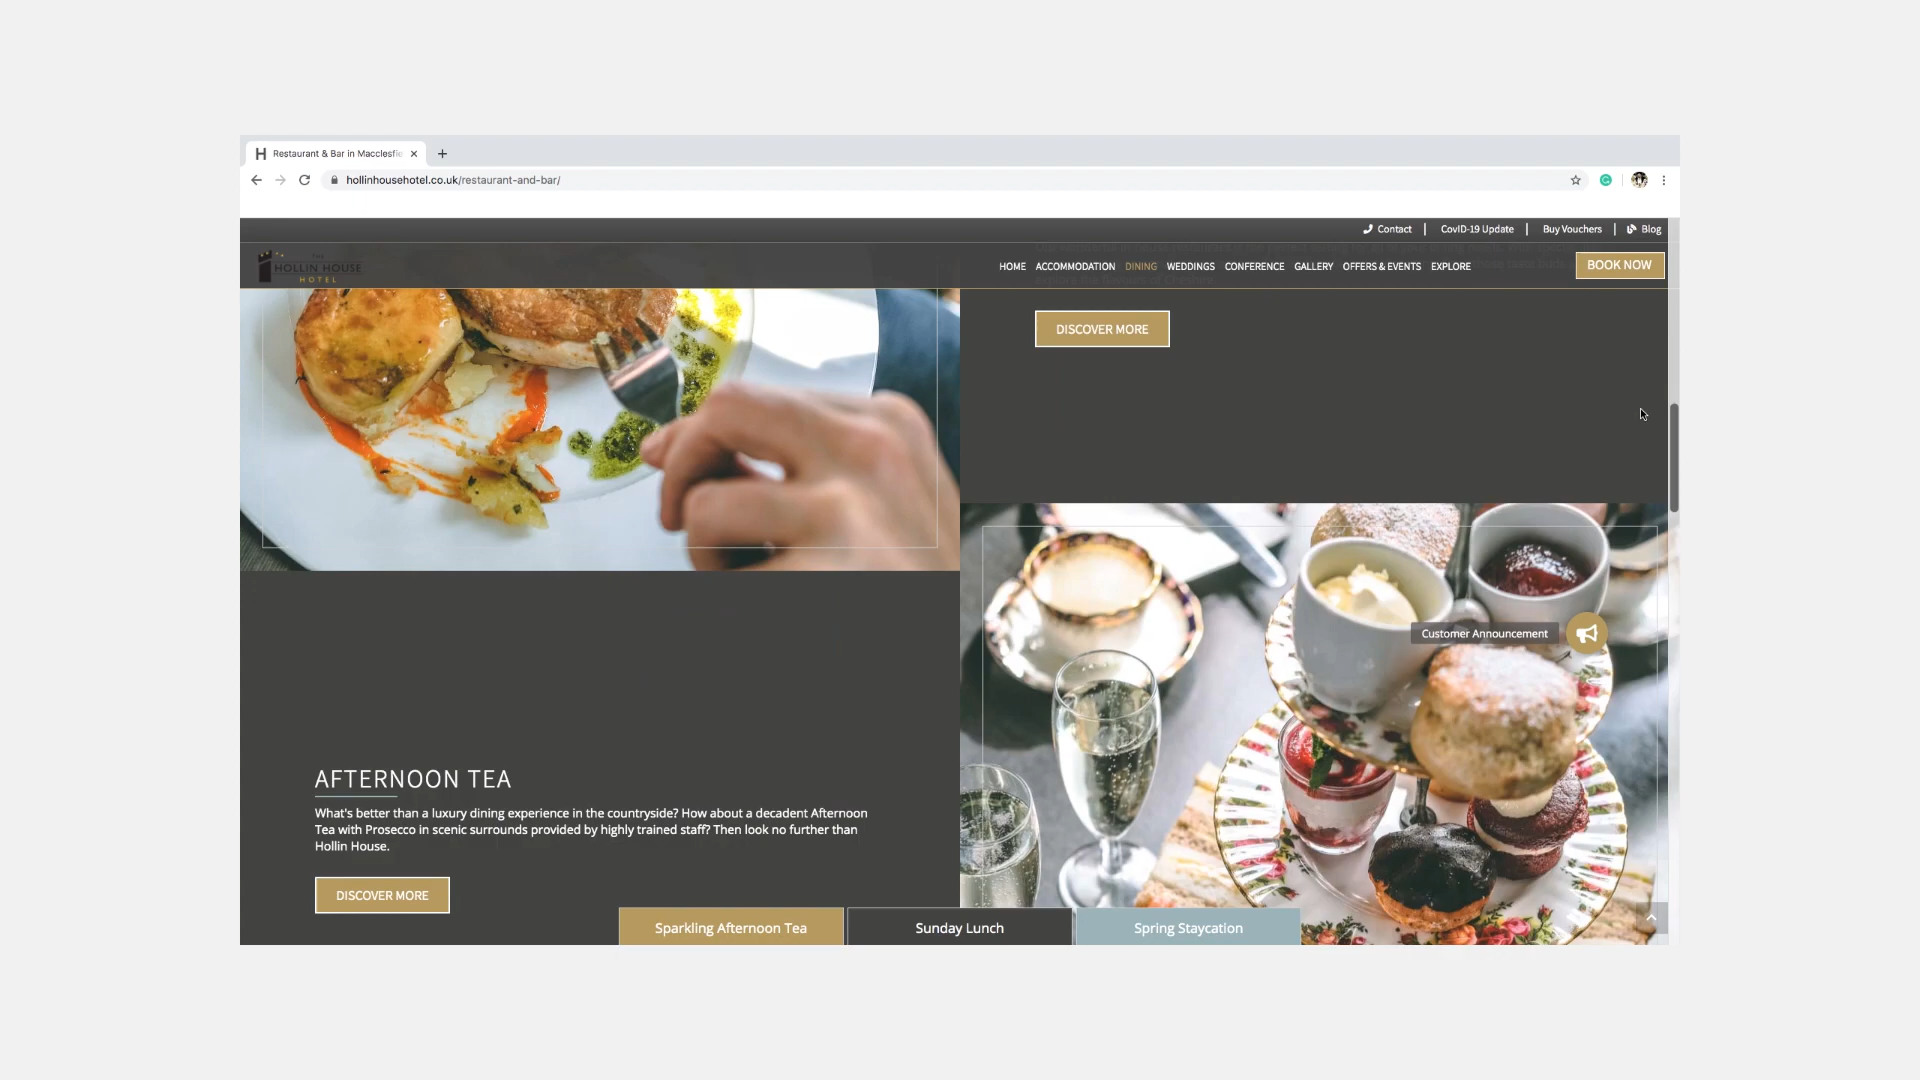 Restaurant & Bar in Macclesfie
hollinhousehotel.co.uk/restaurant-and-bar/
Contact
CovID-19 Update
Buy Vouchers
Blog
THE
HOLLIN HOUSE
HOTEL
HOME
ACCOMMODATION
DINING
WEDDINGS
CONFERENCE
GALLERY
OFFERS & EVENTS
EXPLORE
BOOK NOW
DISCOVER MORE
Customer Announcement
AFTERNOON TEA
What's better than a luxury dining experience in the countryside? How about a decadent Afternoon
Tea with Prosecco in scenic surrounds provided by highly trained staff? Then look no further than
Hollin House.
DISCOVER MORE
Sparkling Afternoon Tea
Sunday Lunch
Spring Staycation